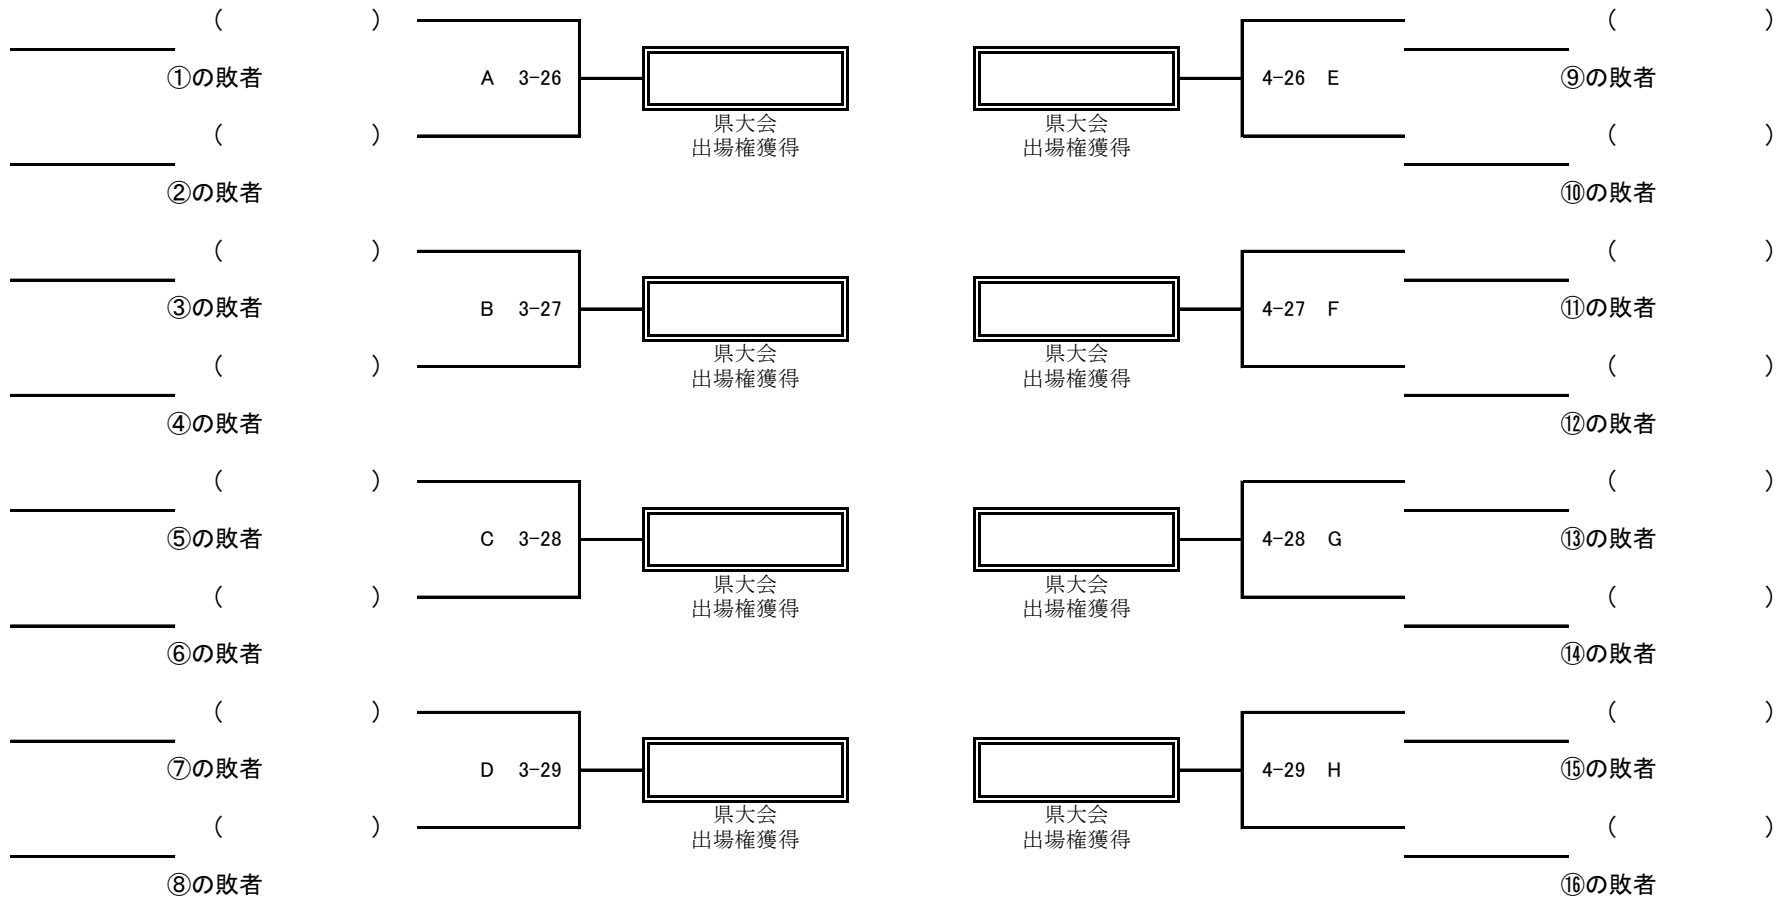 (　　　)
①の敗者
A 3-26
県大会
出場権獲得
(　　　)
②の敗者
(　　　)
③の敗者
B 3-27
県大会
出場権獲得
(　　　)
④の敗者
(　　　)
⑤の敗者
C 3-28
県大会
出場権獲得
(　　　)
⑥の敗者
(　　　)
⑦の敗者
D 3-29
県大会
出場権獲得
(　　　)
⑧の敗者
(　　　)
4-26 E
⑨の敗者
県大会
出場権獲得
(　　　)
⑩の敗者
(　　　)
4-27 F
⑪の敗者
県大会
出場権獲得
(　　　)
⑫の敗者
(　　　)
4-28 G
⑬の敗者
県大会
出場権獲得
(　　　)
⑭の敗者
(　　　)
4-29 H
⑮の敗者
県大会
出場権獲得
(　　　)
⑯の敗者